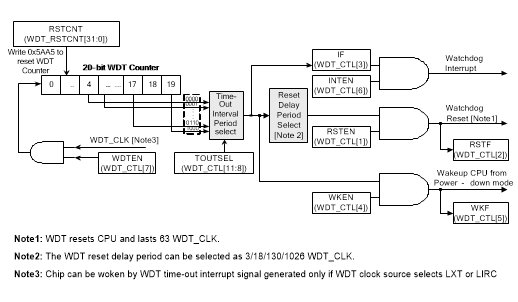 RSTCNT
(WDT_RSTCNT[31:0])
Write 0x5AA5 to
reset WDT
Counter
20-bit WDT Counter
0
..
4
.. ...
17
18
19
0000
0001
:
:
0110
Time-
Out
Interval
Period
select
TOUTSEL
(WDT_CTL[11:8])
WDT_CLK [Note3]
WDTEN
(WDT_CTL[7])
Reset
Delay
Period
Select
[Note 2]
IF
(WDT_CTL[3])
INTEN
(WDT_CTL[6])
Watchdog
Interrupt
RSTEN
(WDT_CTL[1])
Watchdog
Reset [Note1]
RSTF
(WDT_CTL[2])
WKEN
(WDT_CTL[4])
Wakeup CPU from
Power - down mode
WKF
(WDT_CTL[5])
Note1: WDT resets CPU and lasts 63 WDT_CLK.
Note2: The WDT reset delay period can be selected as 3/18/130/1026 WDT_CLK.
Note3: Chip can be woken by WDT time-out interrupt signal generated only if WDT clock source selects LXT or LIRC